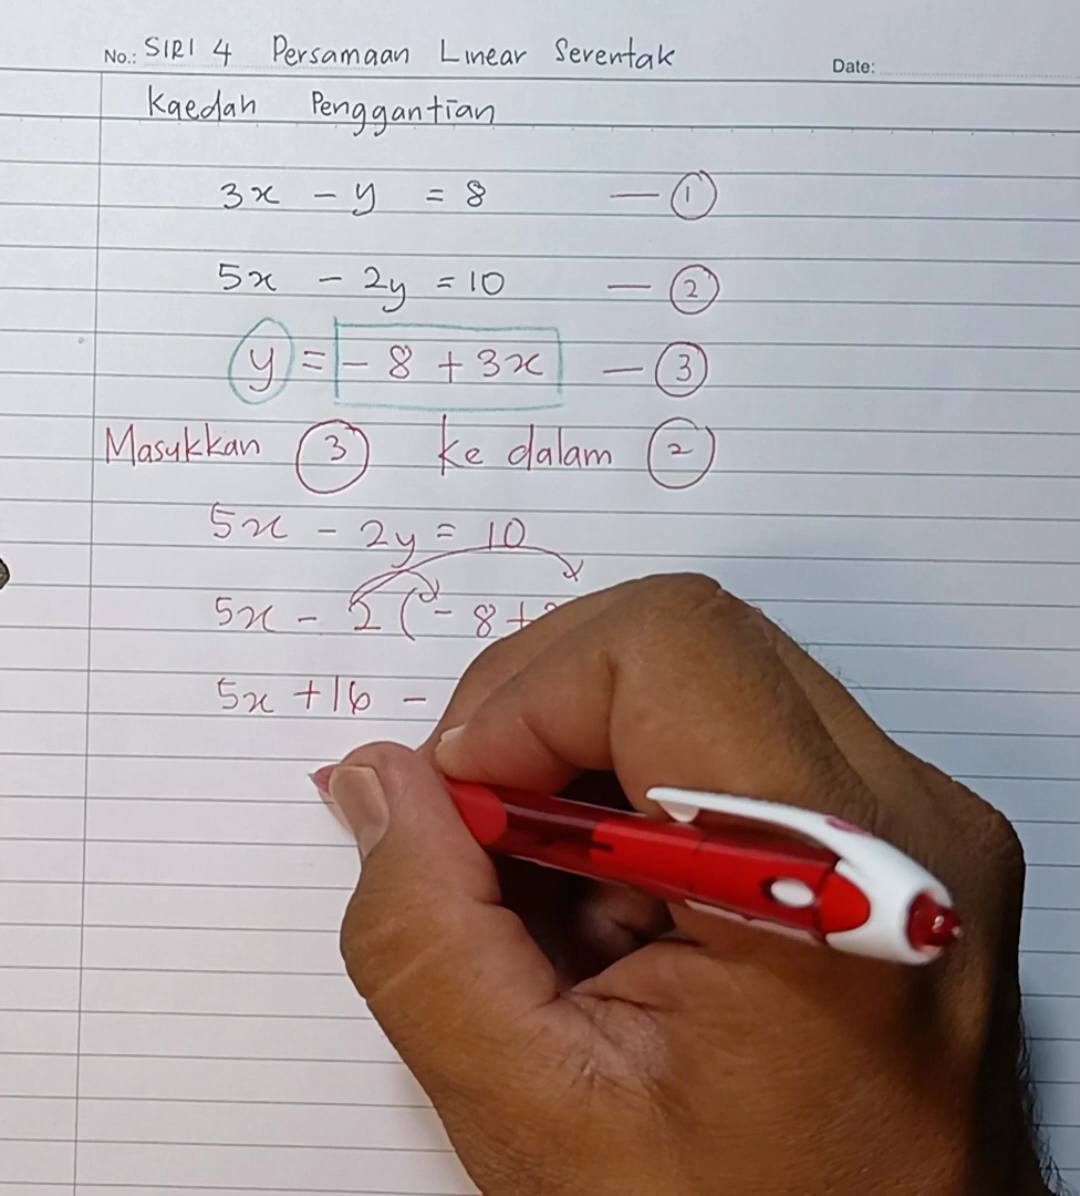 No.: SIRI 4 Persamaan Linear Serentak Date:
Kaedah Penggantian
3x - y = 8 — ①
5x - 2y = 10 — ②
y = - 8 + 3x — ③
Masukkan ③ ke dalam ②
5x - 2y = 10
5x - 2 (- 8 +
5x + 16 -